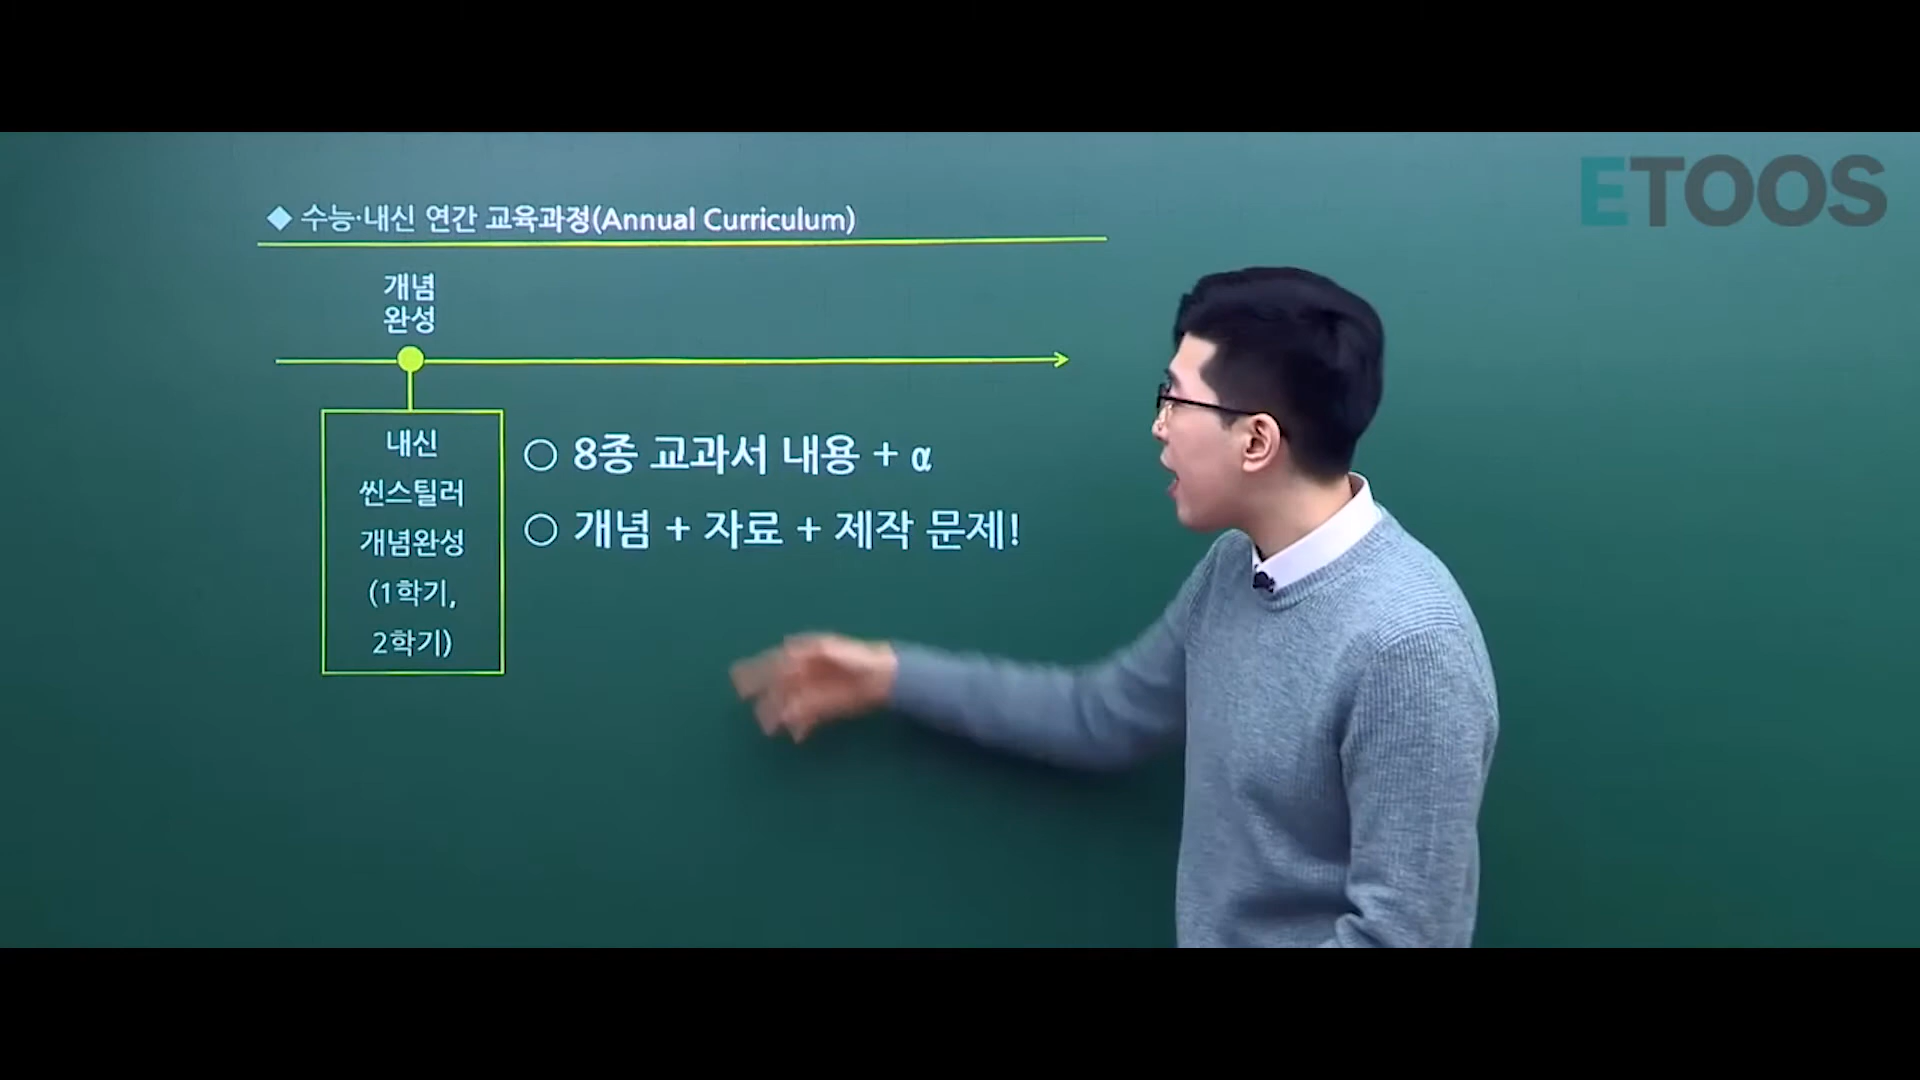 ETOOS
◆ 수능·내신 연간 교육과정(Annual Curriculum)
개념
완성
내신
씬스틸러
개념완성
(1학기,
2학기)
○ 8종 교과서 내용 + α
○ 개념 + 자료 + 제작 문제!